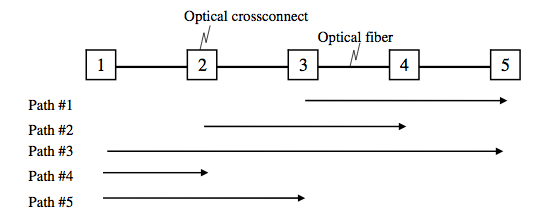 Optical crossconnect
Optical fiber
1 2 3 4 5
Path #1
Path #2
Path #3
Path #4
Path #5